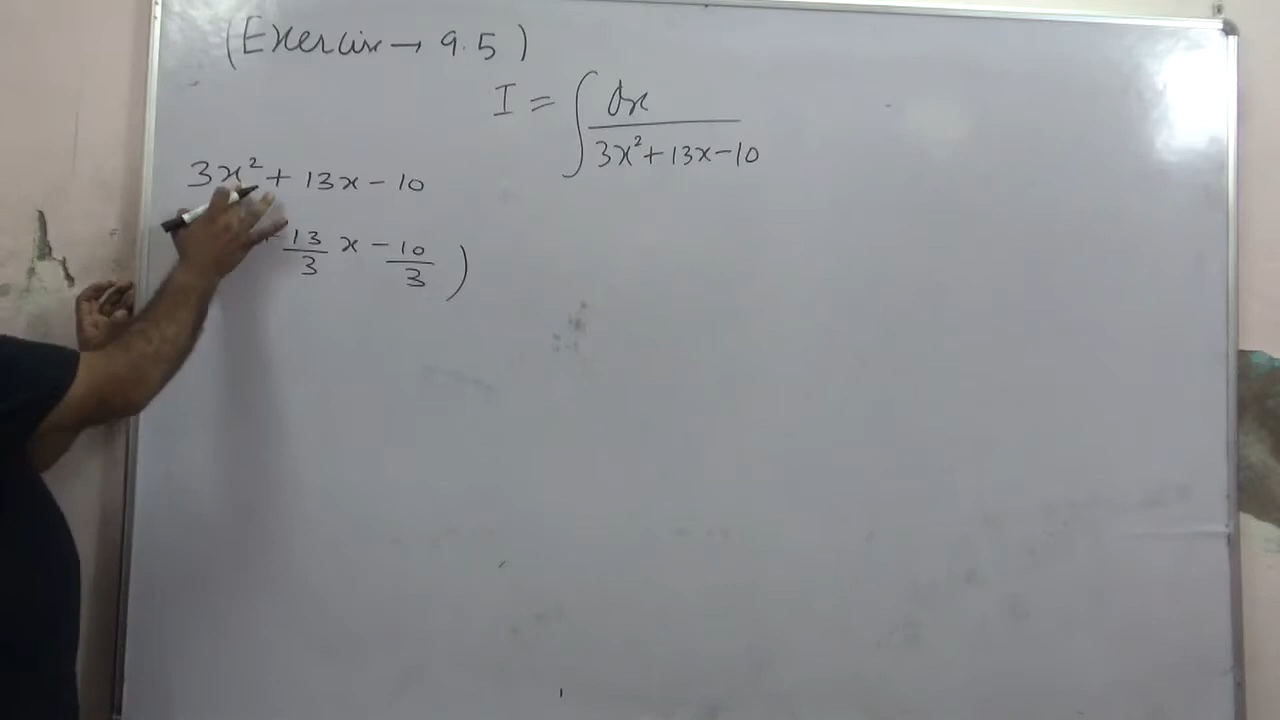 (Exercise → 9.5)
I = ∫ dx / 3x² + 13x - 10
3x² + 13x - 10
13/3 x - 10/3 )